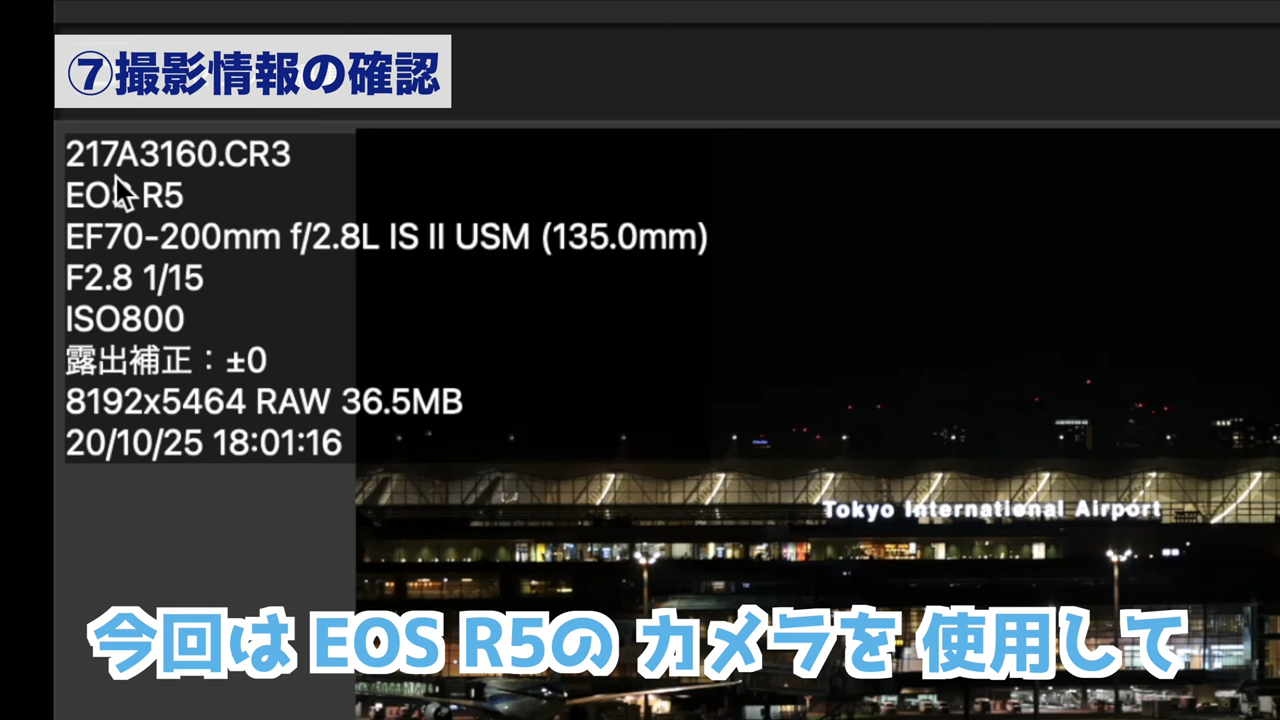 ⑦撮影情報の確認
217A3160.CR3
EOS R5
EF70-200mm f/2.8L IS II USM (135.0mm)
F2.8 1/15
ISO800
露出補正：±0
8192x5464 RAW 36.5MB
20/10/25 18:01:16
Tokyo International Airport
今回は EOS R5の カメラを 使用して